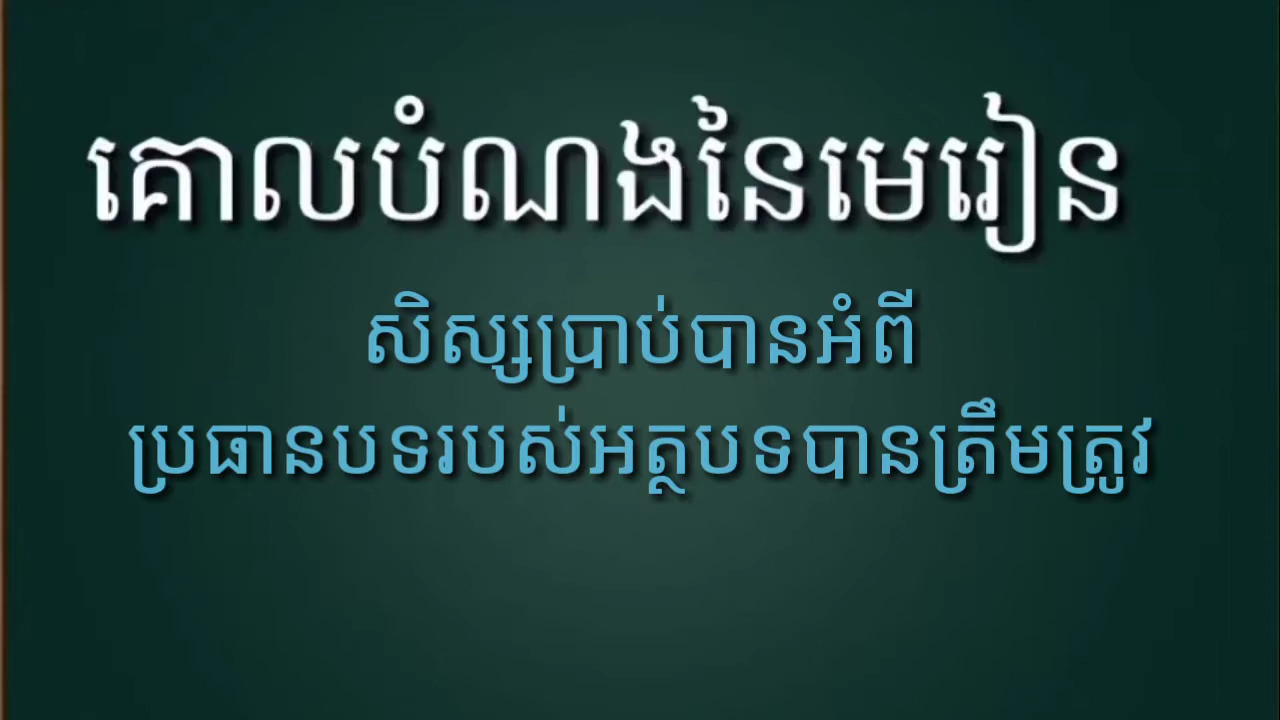 គោលបំណងនៃមេរៀន
សិស្សប្រាប់បានអំពី
ប្រធានបទរបស់អត្ថបទបានត្រឹមត្រូវ